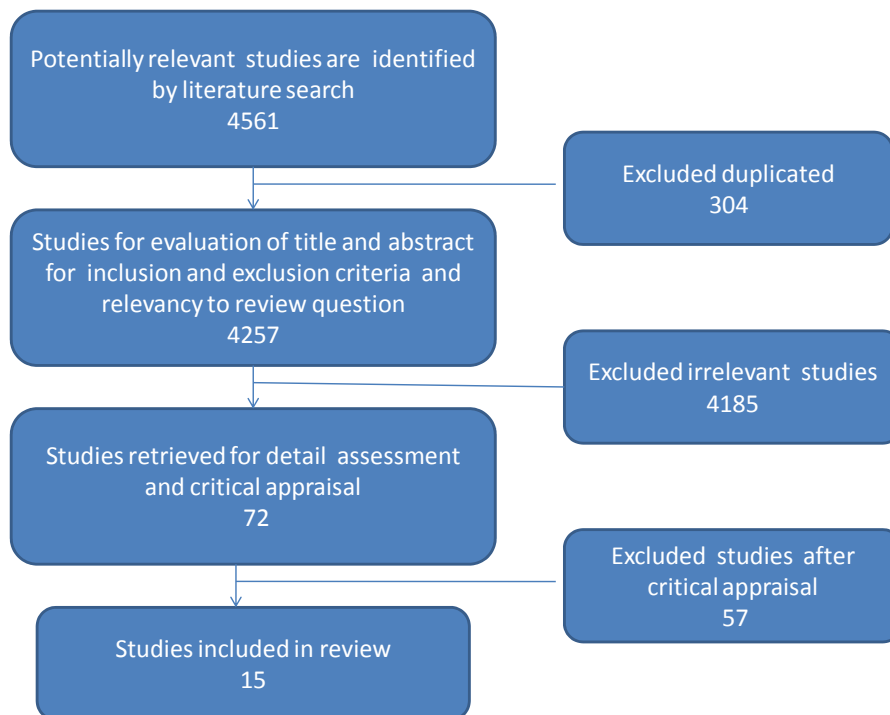 Potentially relevant studies are identified
by literature search
4561
Excluded duplicated
304
Studies for evaluation of title and abstract
for inclusion and exclusion criteria and
relevancy to review question
4257
Excluded irrelevant studies
4185
Studies retrieved for detail assessment
and critical appraisal
72
Excluded studies after
critical appraisal
57
Studies included in review
15